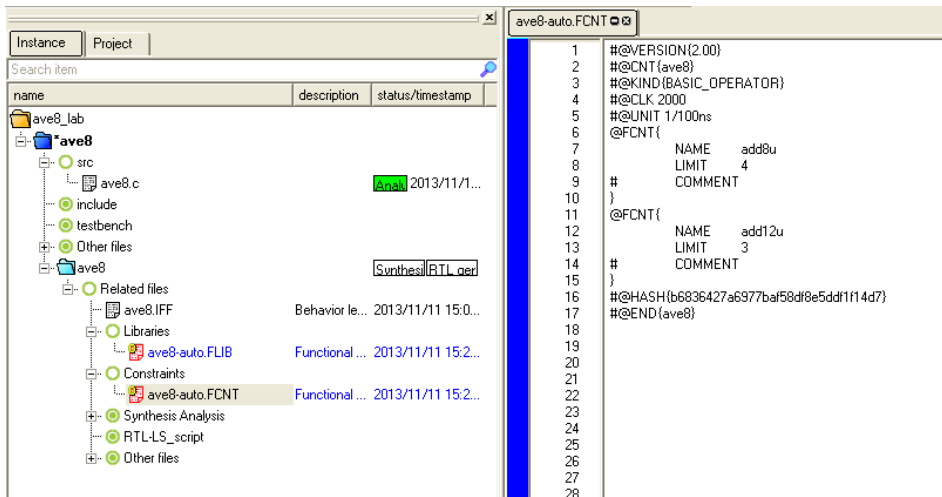 Instance Project
Search item
name description status/timestamp
ave8_lab
*ave8
src
ave8.c 2013/11/1...
include
testbench
Other files
ave8 Synthesi RTL ger
Related files
ave8.IFF Behavior le... 2013/11/11 15:0...
Libraries
ave8-auto.FLIB Functional ... 2013/11/11 15:2...
Constraints
ave8-auto.FCNT Functional ... 2013/11/11 15:2...
Synthesis Analysis
RTL-LS_script
Other files
ave8-auto.FCNT
1 #@VERSION{2.00}
2 #@CNT{ave8}
3 #@KIND{BASIC_OPERATOR}
4 #@CLK 2000
5 #@UNIT 1/100ns
6 @FCNT{
7 NAME add8u
8 LIMIT 4
9 # COMMENT
10 }
11 @FCNT{
12 NAME add12u
13 LIMIT 3
14 # COMMENT
15 }
16 #@HASH{b6836427a6977baf58df8e5ddf1f14d7}
17 #@END{ave8}
18
19
20
21
22
23
24
25
26
27
28